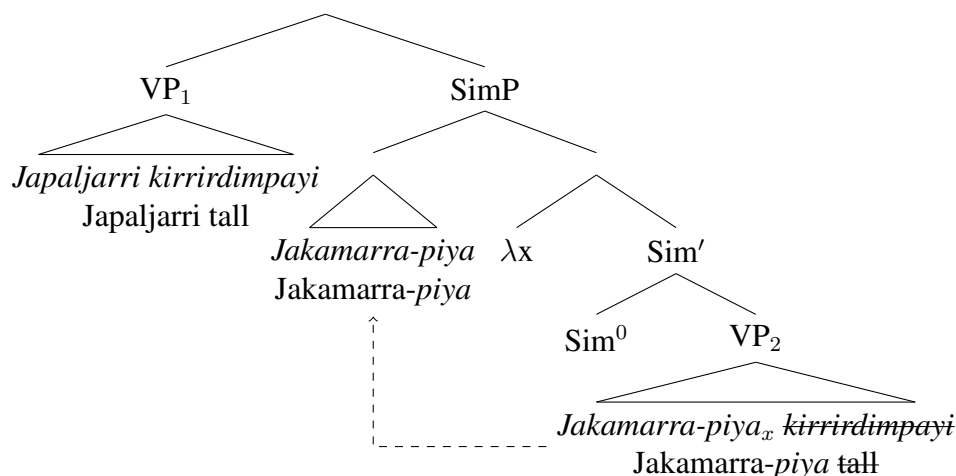 VP₁ SimP
Japaljarri kirrirdimpayi
Japaljarri tall
Jakamarra-piya λx Sim′
Jakamarra-piya
Sim⁰ VP₂
Jakamarra-piyaₓ kirrirdimpayi
Jakamarra-piya tall